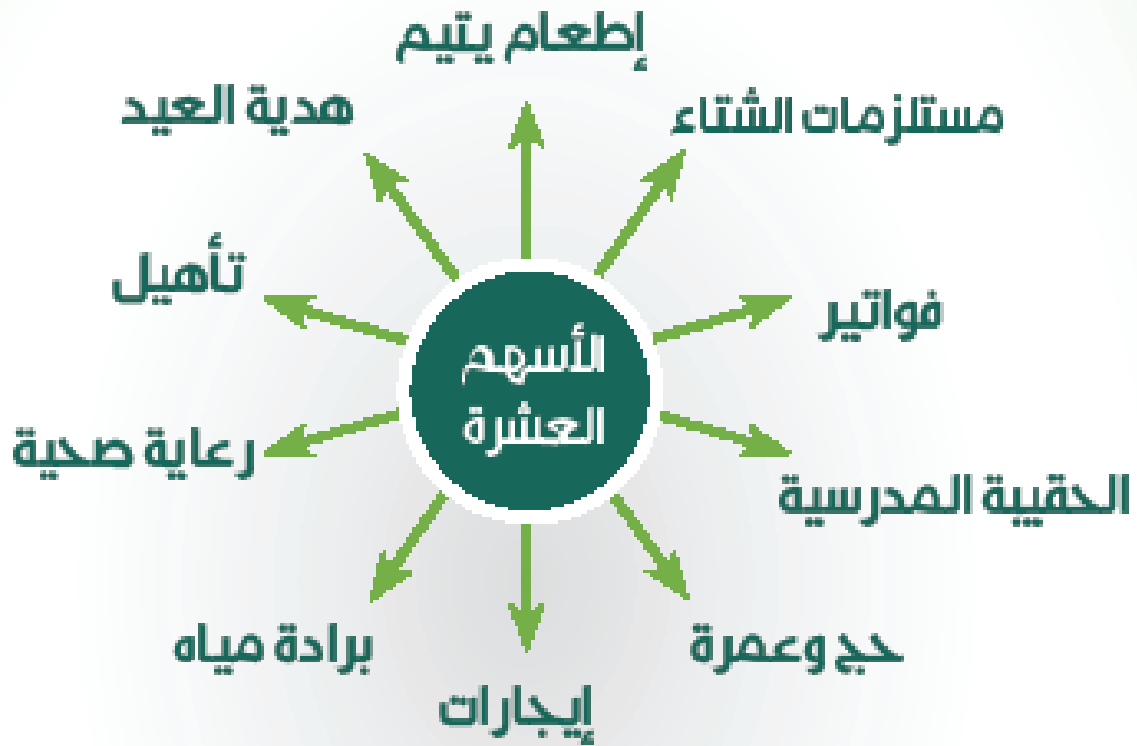 إطعام يتيم
مستلزمات الشتاء
هدية العيد
تأهيل
فواتير
الأسهم
العشرة
رعاية صحية
الحقيبة المدرسية
برادة مياه
حج وعمرة
إيجارات